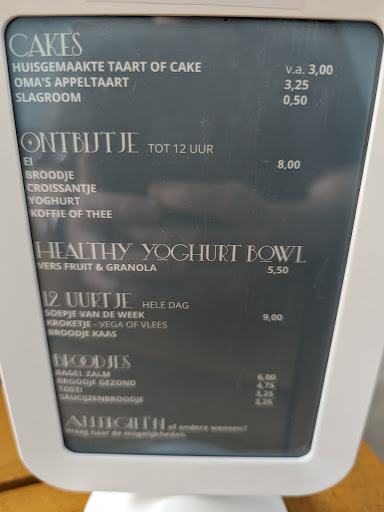 CAKES
HUISGEMAAKTE TAART OF CAKE v.a. 3,00
OMA'S APPELTAART 3,25
SLAGROOM 0,50
ONTBIJTJE TOT 12 UUR
EI 8,00
BROODJE
CROISSANTJE
YOGHURT
KOFFIE OF THEE
HEALTHY YOGHURT BOWL
VERS FRUIT & GRANOLA 5,50
12 UURTJE HELE DAG
SOEPJE VAN DE WEEK 9,00
KROKETJE - VEGA OF VLEES
BROODJE KAAS
BROODJES
BAGEL ZALM 6,00
BROODJE GEZOND 4,75
TOSTI 3,25
SAUCIJZENBROODJE 3,25
ALLERGIEËN of andere wensen?
Vraag naar de mogelijkheden